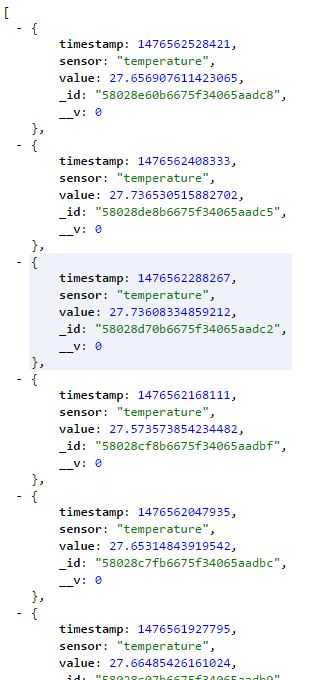 [
- {
timestamp: 1476562528421,
sensor: "temperature",
value: 27.656907611423065,
_id: "58028e60b6675f34065aadc8",
__v: 0
},
- {
timestamp: 1476562408333,
sensor: "temperature",
value: 27.736530515882702,
_id: "58028de8b6675f34065aadc5",
__v: 0
},
- {
timestamp: 1476562288267,
sensor: "temperature",
value: 27.73608334859212,
_id: "58028d70b6675f34065aadc2",
__v: 0
},
- {
timestamp: 1476562168111,
sensor: "temperature",
value: 27.573573854234482,
_id: "58028cf8b6675f34065aadbf",
__v: 0
},
- {
timestamp: 1476562047935,
sensor: "temperature",
value: 27.65314843919542,
_id: "58028c7fb6675f34065aadbc",
__v: 0
},
- {
timestamp: 1476561927795,
sensor: "temperature",
value: 27.66485426161024,
_id: "58028c07b6675f34065aadb9",